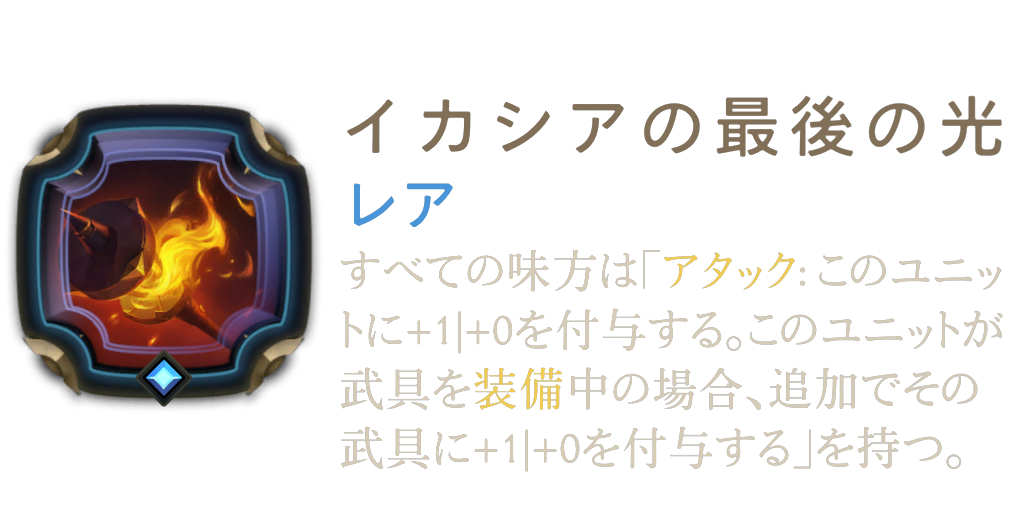 イカシアの最後の光
レア
すべての味方は「アタック: このユニッ
トに+1|+0を付与する。このユニットが
武具を装備中の場合、追加でその
武具に+1|+0を付与する」を持つ。